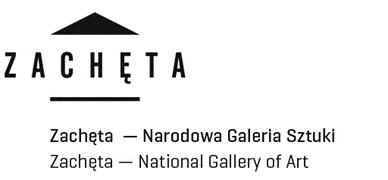 ZACHĘTA
Zachęta — Narodowa Galeria Sztuki
Zachęta — National Gallery of Art